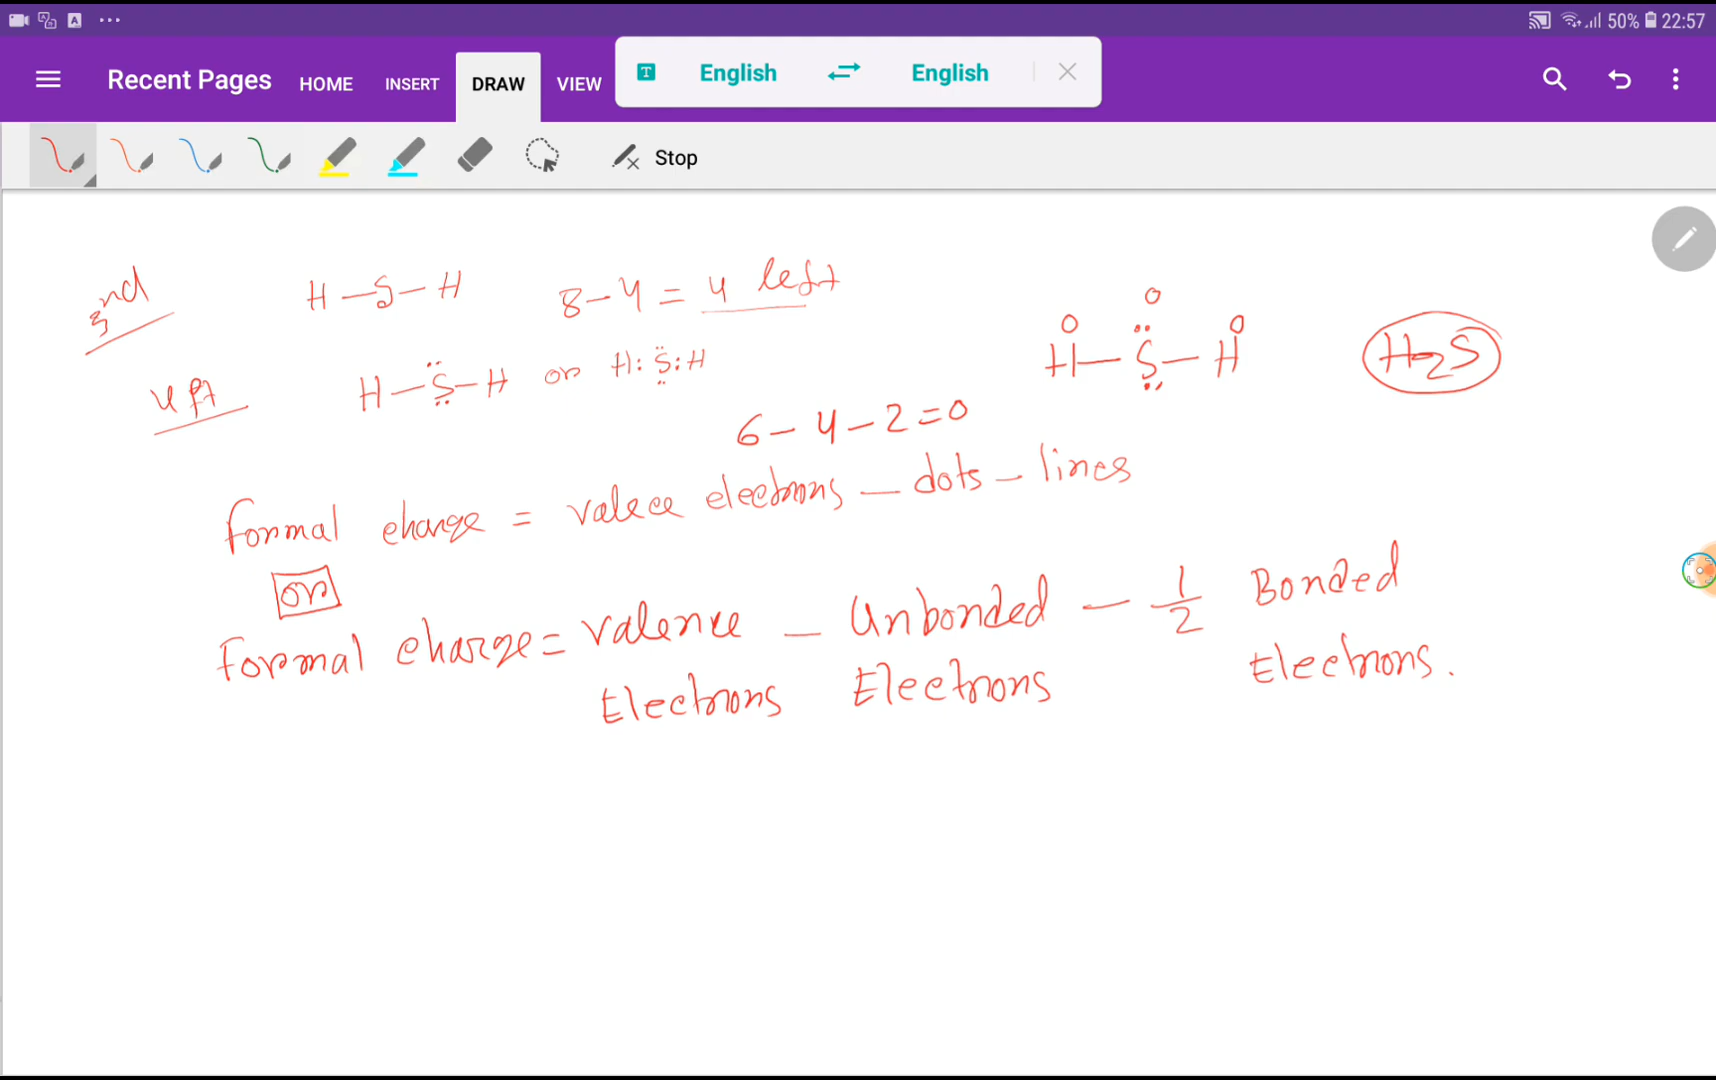 50% 22:57
Recent Pages HOME INSERT DRAW VIEW
English English
Stop
3nd H-S-H 8-4=4 left
4ft H-S-H or H:S:H
O O O
H-S-H H2S
6-4-2=0
formal charge = valece electrons - dots - lines
or
Formal charge= valence Electrons - Unbonded Electrons - 1/2 Bonded Electrons.